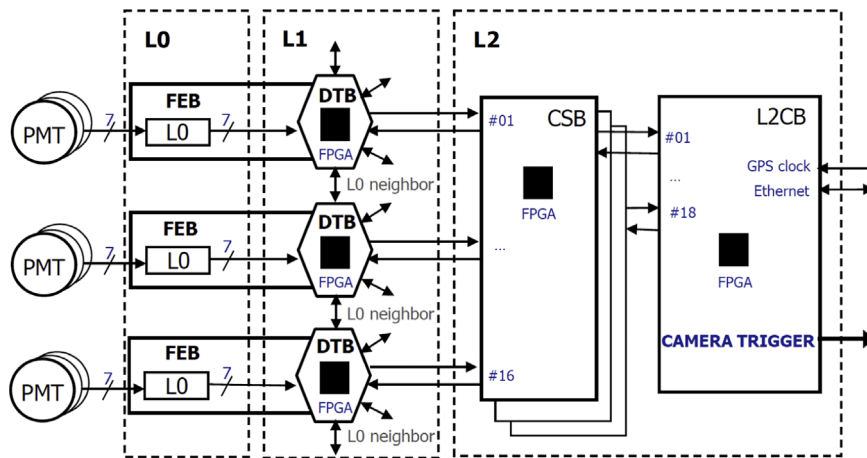 L0
L1
L2
FEB
DTB
PMT
7
L0
7
FPGA
#01
CSB
FPGA
L2CB
#01
...
#18
GPS clock
Ethernet
FPGA
CAMERA TRIGGER
L0 neighbor
FEB
DTB
PMT
7
L0
7
FPGA
...
L0 neighbor
FEB
DTB
PMT
7
L0
7
FPGA
#16
L0 neighbor